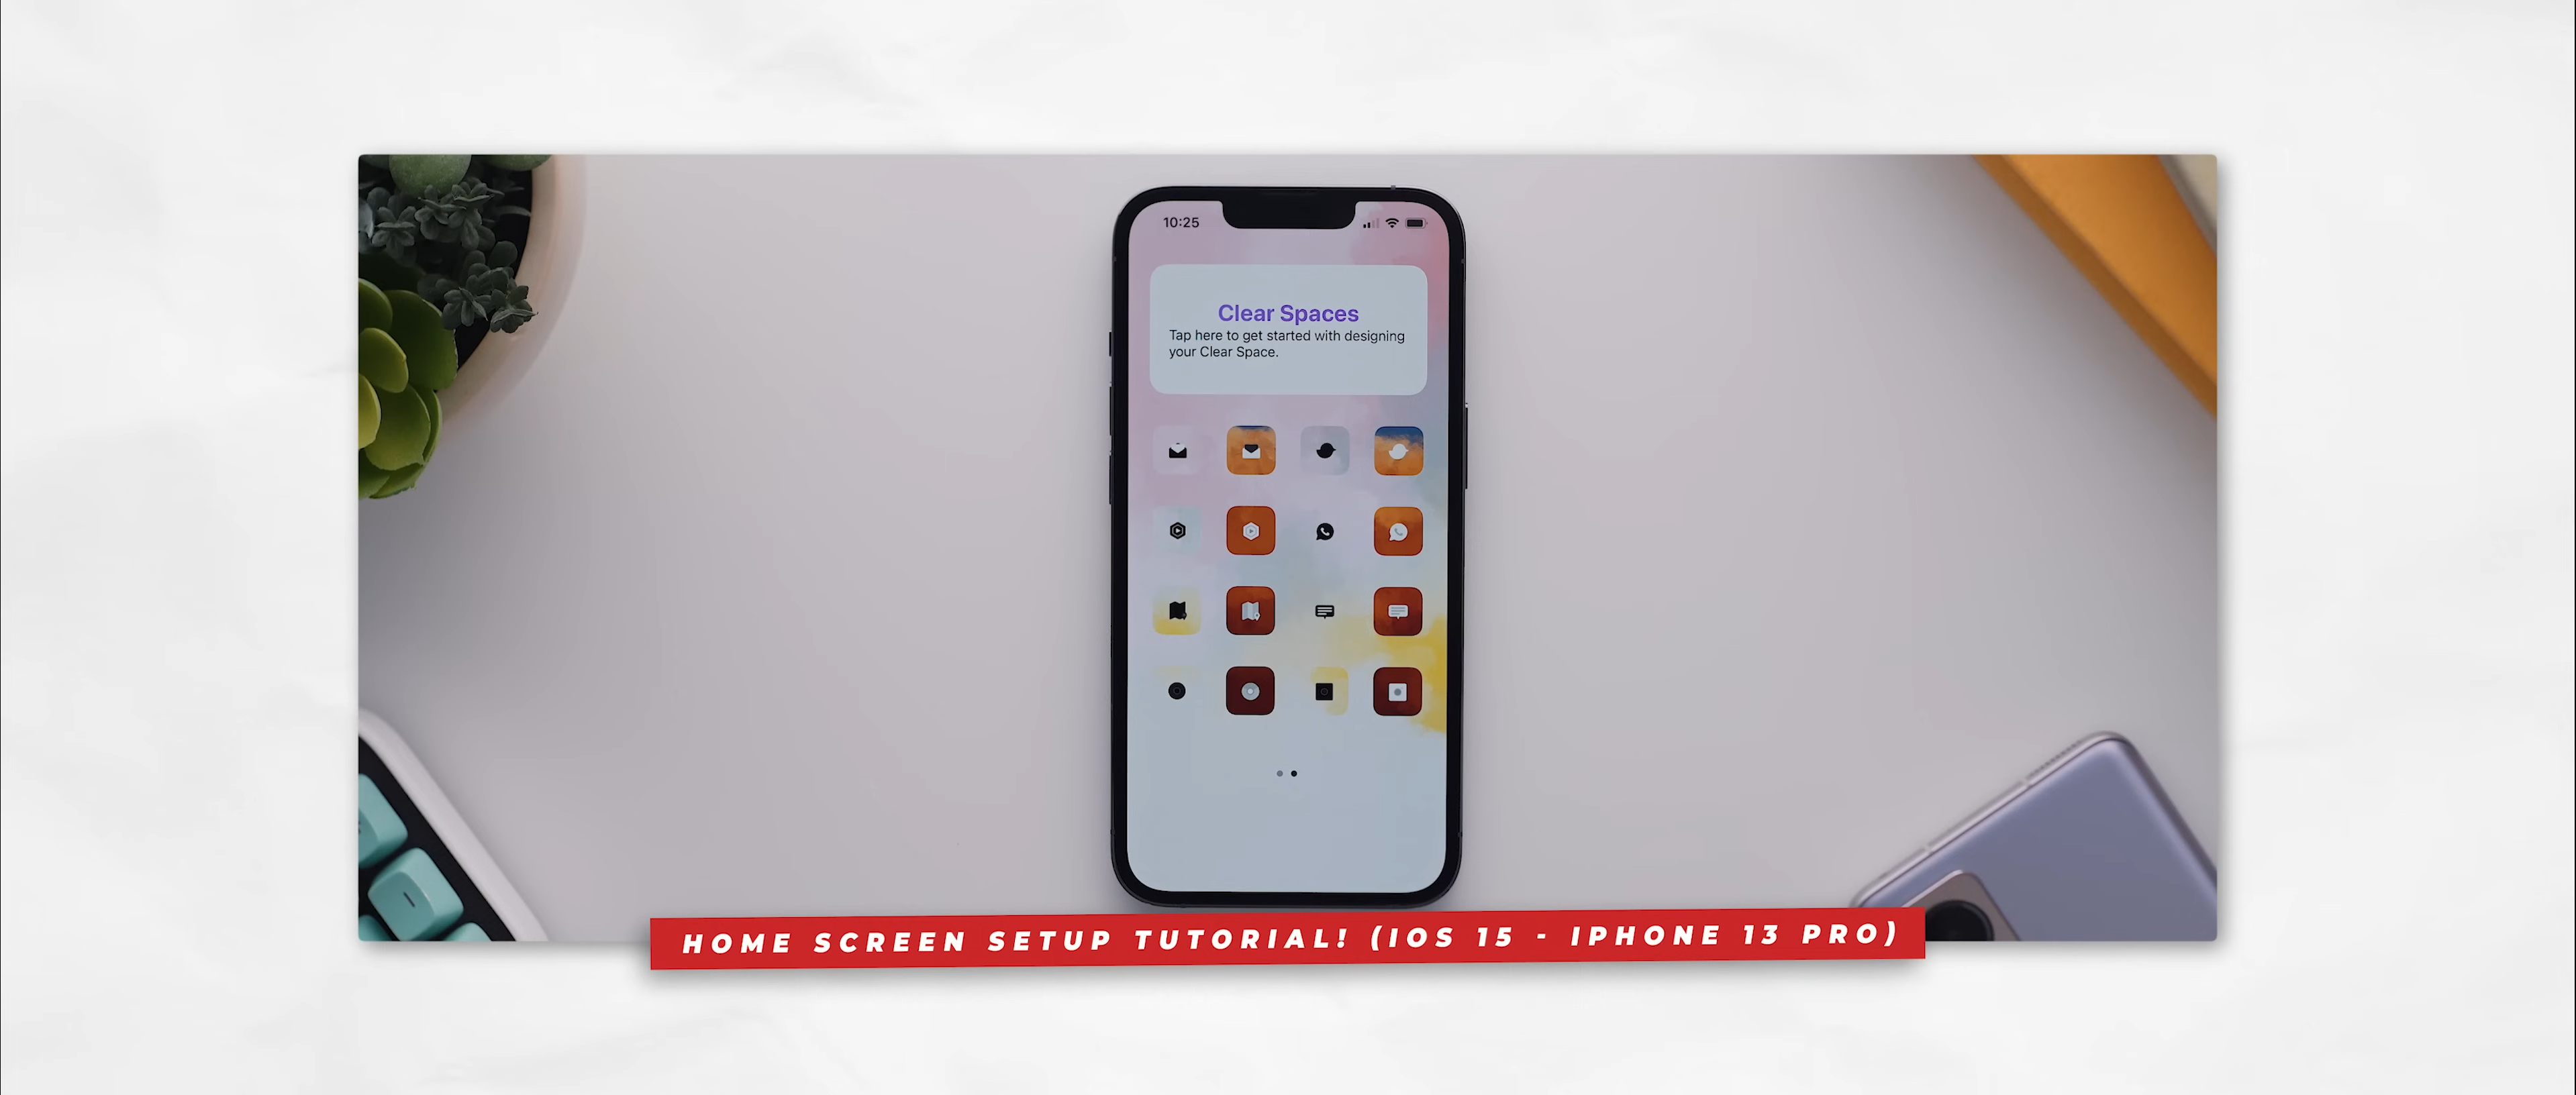 10:25
Clear Spaces
Tap here to get started with designing
your Clear Space.
HOME SCREEN SETUP TUTORIAL! (IOS 15 - IPHONE 13 PRO)